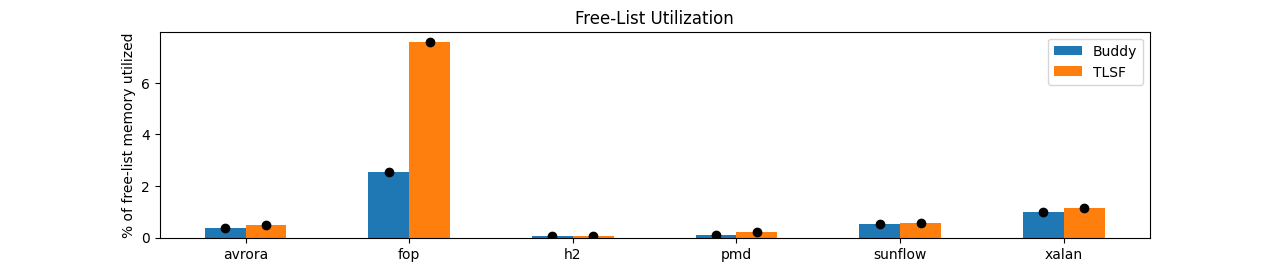 Free-List Utilization
% of free-list memory utilized
6
4
2
0
Buddy
TLSF
avrora fop h2 pmd sunflow xalan